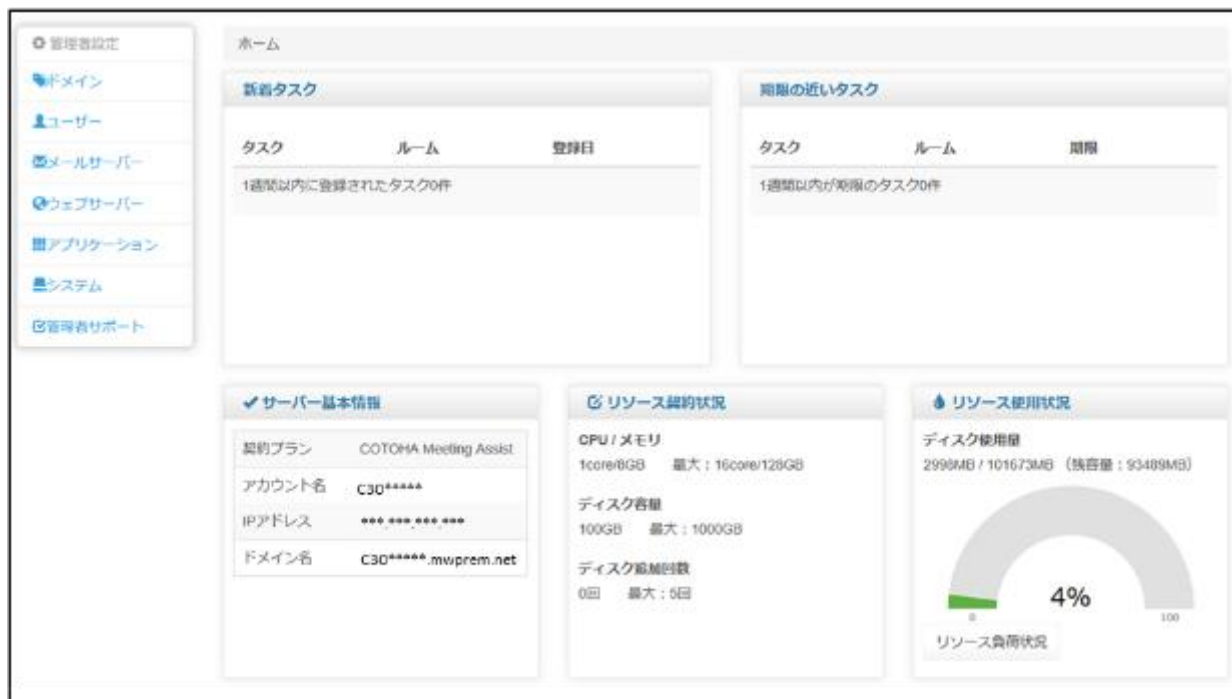 管理者設定
ドメイン
ユーザー
メールサーバー
ウェブサーバー
アプリケーション
システム
管理者サポート
ホーム
新着タスク
タスク ルーム 登録日
1週間以内に登録されたタスク0件
期限の近いタスク
タスク ルーム 期限
1週間以内が期限のタスク0件
サーバー基本情報
契約プラン COTOHA Meeting Assist
アカウント名 C30*****
IPアドレス ***.***.***.***
ドメイン名 C30*****.mwprem.net
リソース契約状況
CPU / メモリ
1core/8GB 最大：16core/128GB
ディスク容量
100GB 最大：1000GB
ディスク追加回数
0回 最大：5回
リソース使用状況
ディスク使用量
2998MB / 101673MB （残容量：93489MB）
4%
0 100
リソース負荷状況